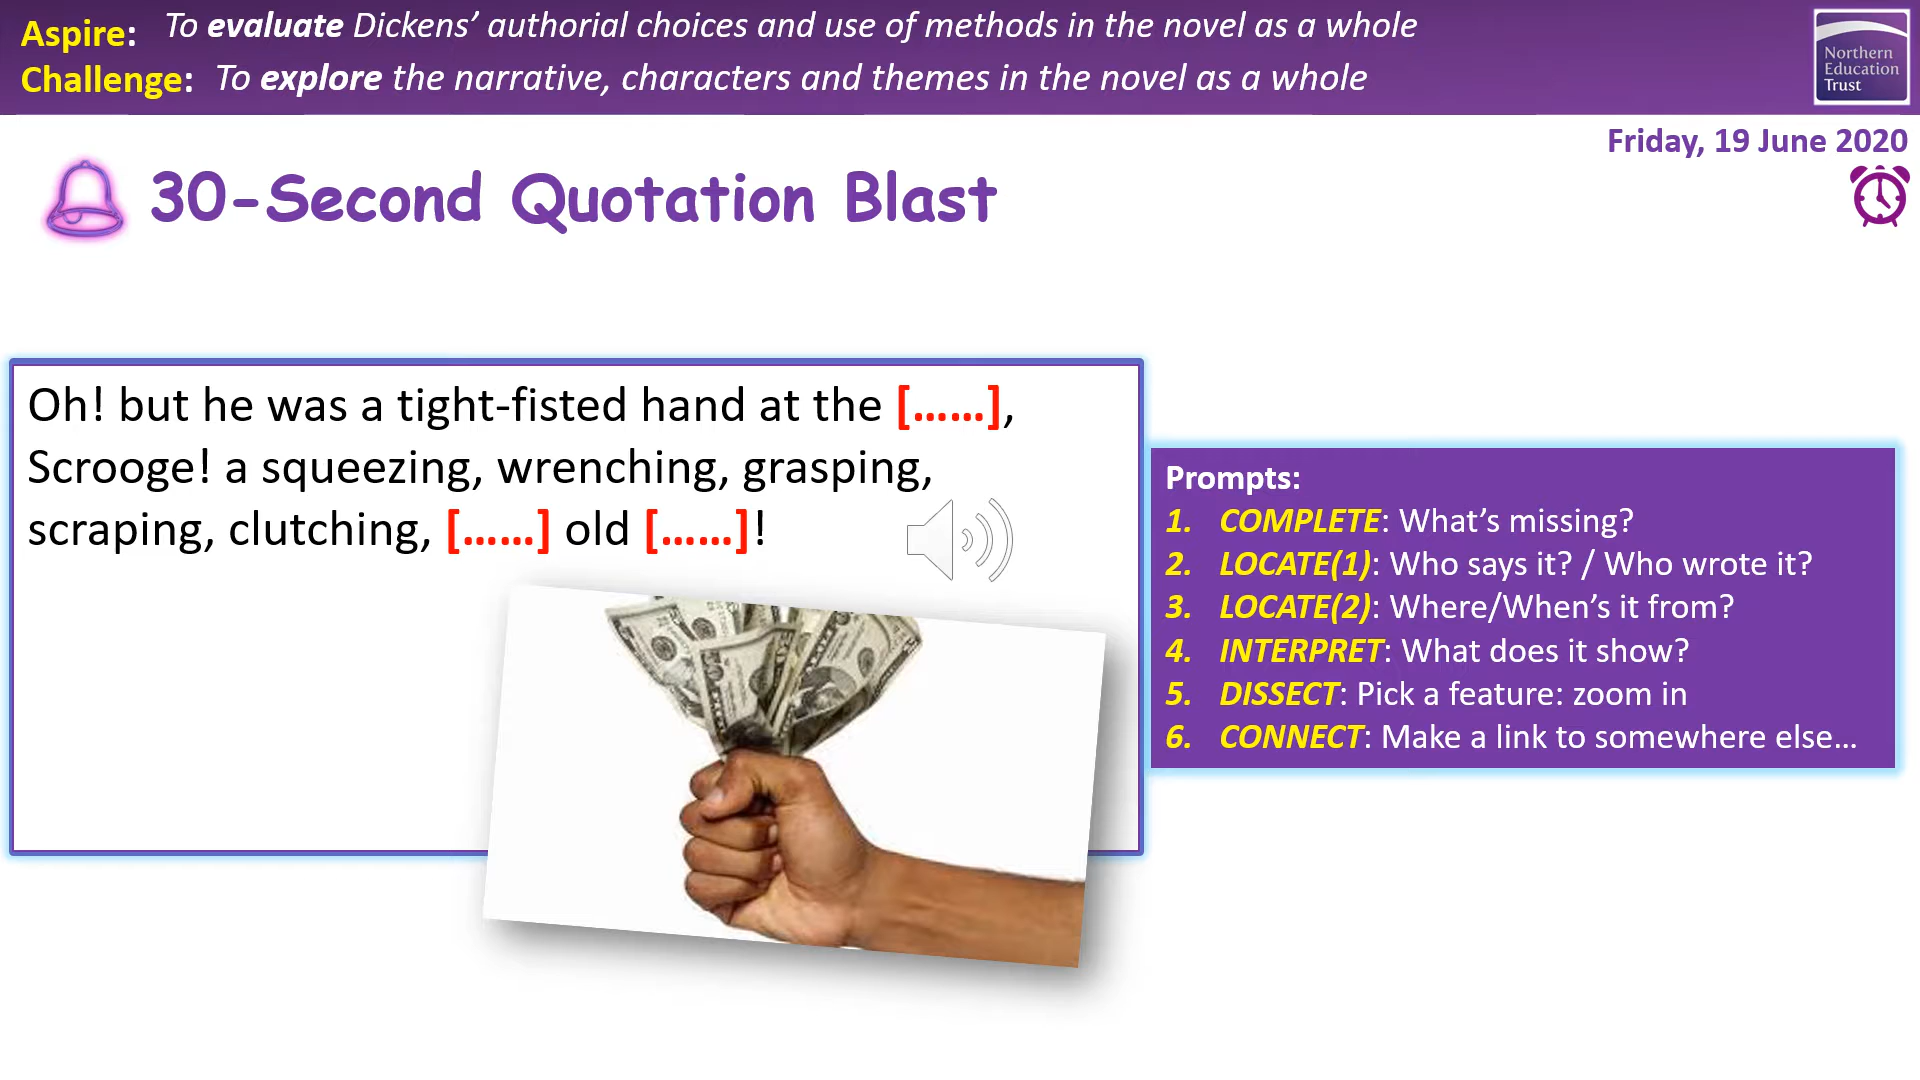 Aspire: To evaluate Dickens’ authorial choices and use of methods in the novel as a whole
Challenge: To explore the narrative, characters and themes in the novel as a whole
Northern
Education
Trust
Friday, 19 June 2020
30-Second Quotation Blast
Oh! but he was a tight-fisted hand at the [……],
Scrooge! a squeezing, wrenching, grasping,
scraping, clutching, [……] old [……]!
Prompts:
1. COMPLETE: What’s missing?
2. LOCATE(1): Who says it? / Who wrote it?
3. LOCATE(2): Where/When’s it from?
4. INTERPRET: What does it show?
5. DISSECT: Pick a feature: zoom in
6. CONNECT: Make a link to somewhere else…